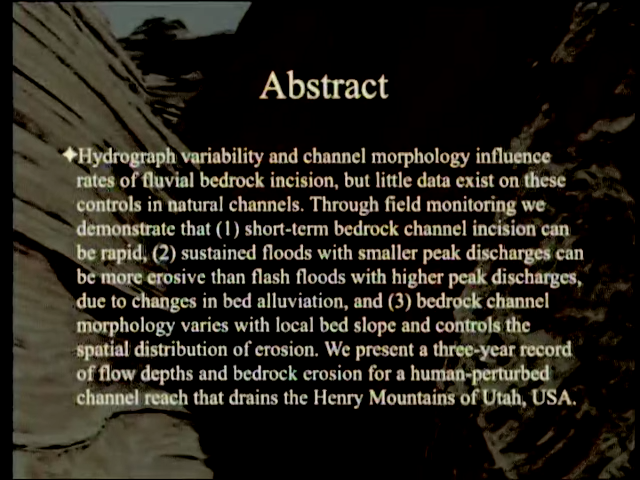 Abstract
✦Hydrograph variability and channel morphology influence
rates of fluvial bedrock incision, but little data exist on these
controls in natural channels. Through field monitoring we
demonstrate that (1) short-term bedrock channel incision can
be rapid, (2) sustained floods with smaller peak discharges can
be more erosive than flash floods with higher peak discharges,
due to changes in bed alluviation, and (3) bedrock channel
morphology varies with local bed slope and controls the
spatial distribution of erosion. We present a three-year record
of flow depths and bedrock erosion for a human-perturbed
channel reach that drains the Henry Mountains of Utah, USA.